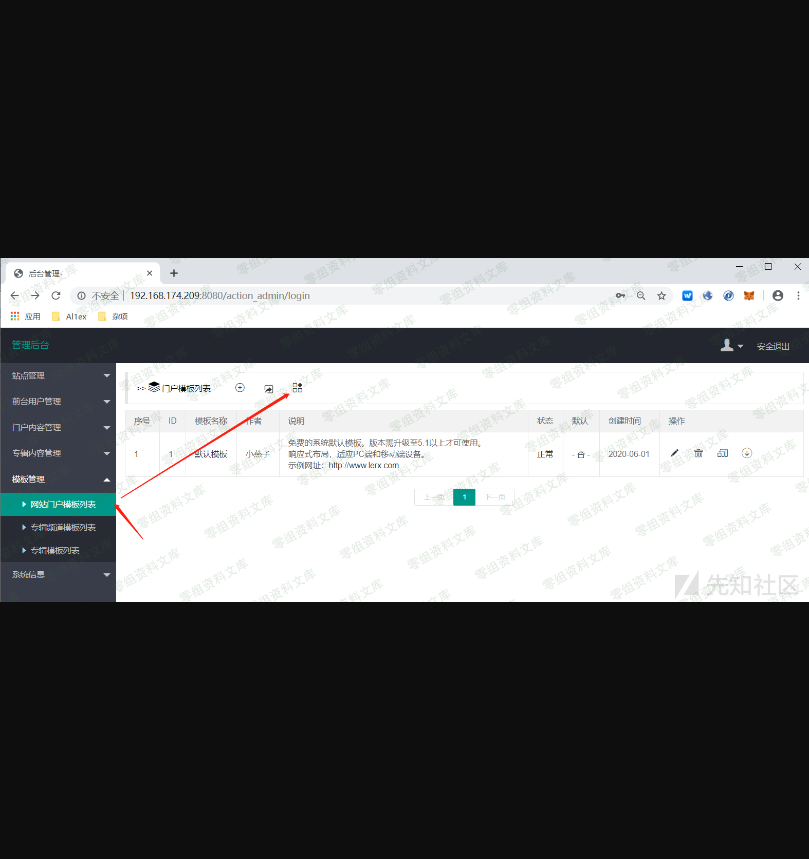 后台管理
不安全 | 192.168.174.209:8080/action_admin/login
应用 Al1ex 杂项
管理后台 安全退出
站点管理
前台用户管理
门户内容管理
专辑内容管理
模板管理
网站门户模板列表
专辑频道模板列表
专辑模板列表
系统信息
>> 门户模板列表
序号 ID 模板名称 作者 说明 状态 默认 创建时间 操作
1 1 默认模板 小燕子 免费的系统默认模板。版本需升级至5.1以上才可使用。
响应式布局、适应PC端和移动端设备。
示例网址：http://www.lerx.com
正常 - 否 - 2020-06-01
上一页 1 下一页
零组资料文库
先知社区